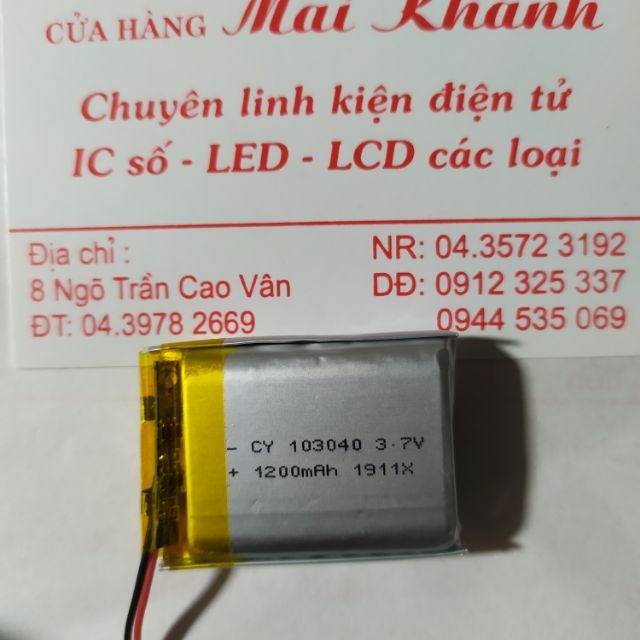 CỬA HÀNG Mai Khanh
Chuyên linh kiện điện tử
IC số - LED - LCD các loại
Địa chỉ :
8 Ngõ Trần Cao Vân
ĐT: 04.3978 2669
NR: 04.3572 3192
DĐ: 0912 325 337
0944 535 069
- CY 103040 3.7V
+ 1200mAh 1911X